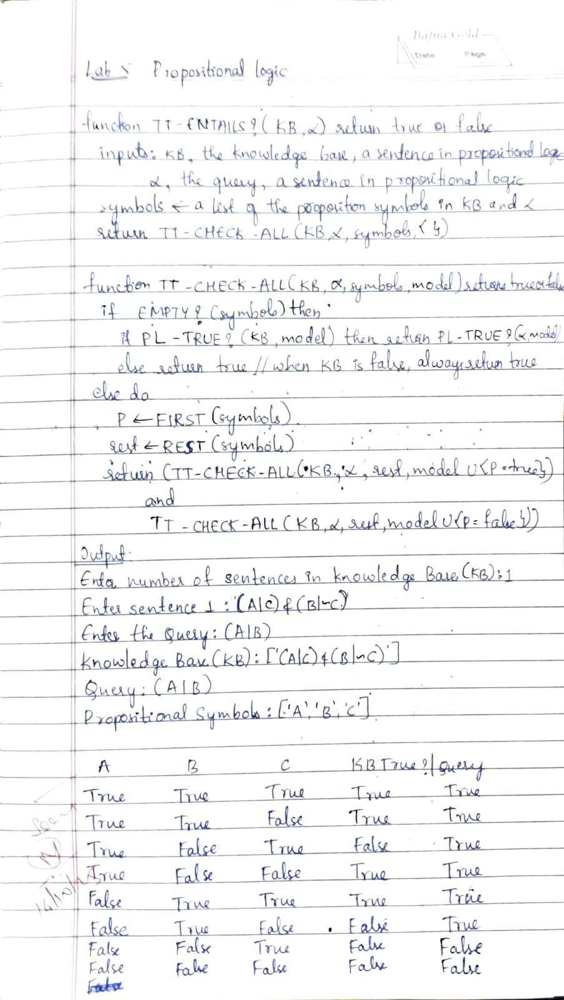 Bajna Gold
Date Page
Lab 5 Propositional logic
function TT-ENTAILS? (KB, α) return true or false
inputs: KB, the knowledge base, a sentence in propositional logic
α, the query, a sentence in propositional logic
symbols ← a list of the proposition symbols in KB and α
return TT-CHECK-ALL (KB, α, symbols, { })
function TT-CHECK-ALL (KB, α, symbols, model) returns true or false
if EMPTY? (symbols) then
if PL-TRUE? (KB, model) then return PL-TRUE? (α, model)
else return true // when KB is false, always return true
else do
P ← FIRST (symbols)
rest ← REST (symbols)
return (TT-CHECK-ALL (KB, α, rest, model U {P = true})
and
TT-CHECK-ALL (KB, α, rest, model U {P = false}))
Output:
Enter number of sentences in knowledge Base (KB): 1
Enter sentence 1 : (A|C) & (B|~C)
Enter the Query: (A|B)
Knowledge Base (KB): ['(A|C) & (B|~C)']
Query: (A|B)
Propositional Symbols: ['A', 'B', 'C']
A B C KB True?| Query
True True True True True
True True False True True
True False True False True
True False False True True
False True True True True
False True False False True
False False True False False
False False False False False
False